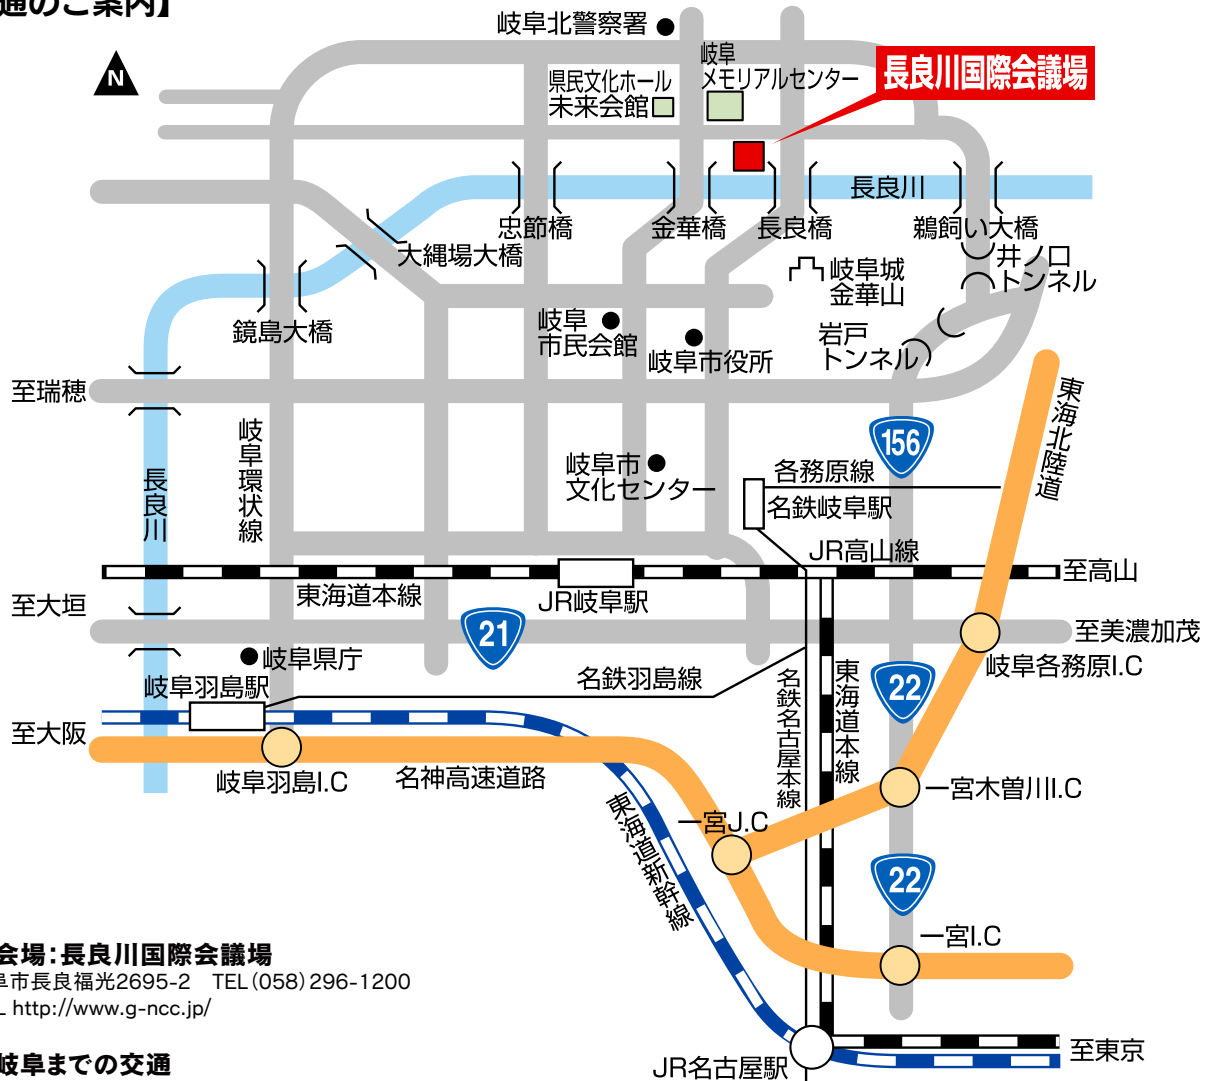 通のご案内】
岐阜北警察署
N
岐阜
メモリアルセンター
県民文化ホール
未来会館
長良川国際会議場
長良川
忠節橋
金華橋
長良橋
鵜飼い大橋
大縄場大橋
井ノ口
トンネル
岐阜城
金華山
鏡島大橋
岐阜
市民会館
岐阜市役所
岩戸
トンネル
至瑞穂
東海北陸道
岐阜環状線
156
長良川
岐阜市
文化センター
各務原線
名鉄岐阜駅
JR高山線
至高山
東海道本線
JR岐阜駅
至大垣
21
至美濃加茂
岐阜県庁
岐阜各務原I.C
岐阜羽島駅
名鉄羽島線
名鉄名古屋本線
東海道本線
22
至大阪
岐阜羽島I.C
名神高速道路
一宮木曽川I.C
東海道新幹線
一宮J.C
22
一宮I.C
会場：長良川国際会議場
阜市長良福光2695-2　TEL（058）296-1200
L http://www.g-ncc.jp/
至東京
岐阜までの交通
JR名古屋駅